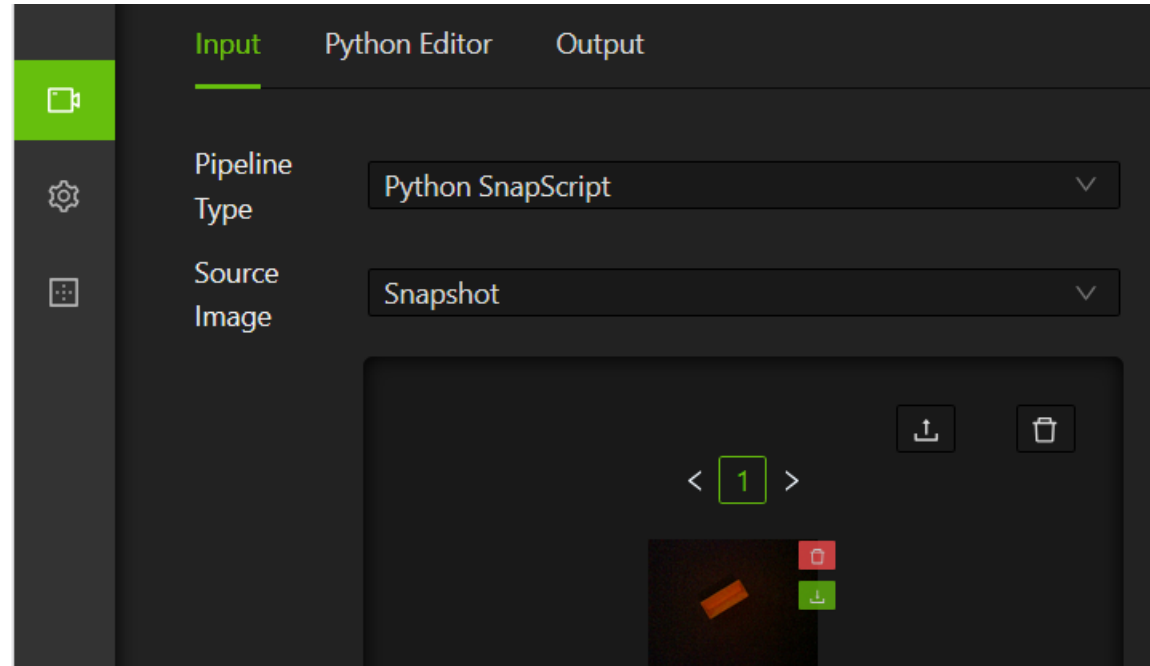 Input Python Editor Output
Pipeline
Type
Python SnapScript
Source
Image
Snapshot
< 1 >